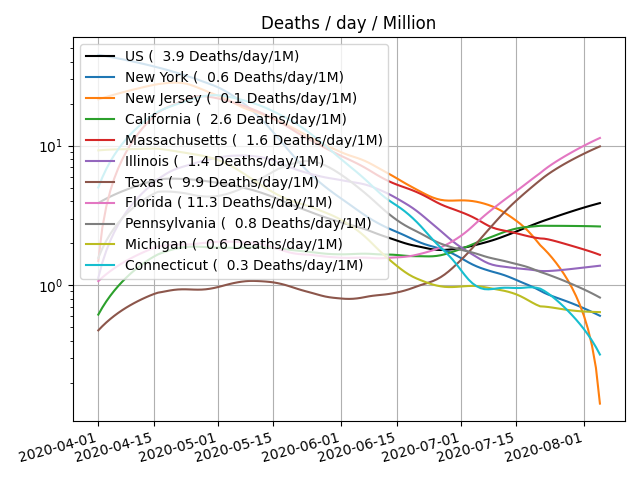 Deaths / day / Million
US (  3.9 Deaths/day/1M)
New York (  0.6 Deaths/day/1M)
New Jersey (  0.1 Deaths/day/1M)
California (  2.6 Deaths/day/1M)
Massachusetts (  1.6 Deaths/day/1M)
Illinois (  1.4 Deaths/day/1M)
Texas (  9.9 Deaths/day/1M)
Florida ( 11.3 Deaths/day/1M)
Pennsylvania (  0.8 Deaths/day/1M)
Michigan (  0.6 Deaths/day/1M)
Connecticut (  0.3 Deaths/day/1M)
10¹
10⁰
2020-04-01
2020-04-15
2020-05-01
2020-05-15
2020-06-01
2020-06-15
2020-07-01
2020-07-15
2020-08-01